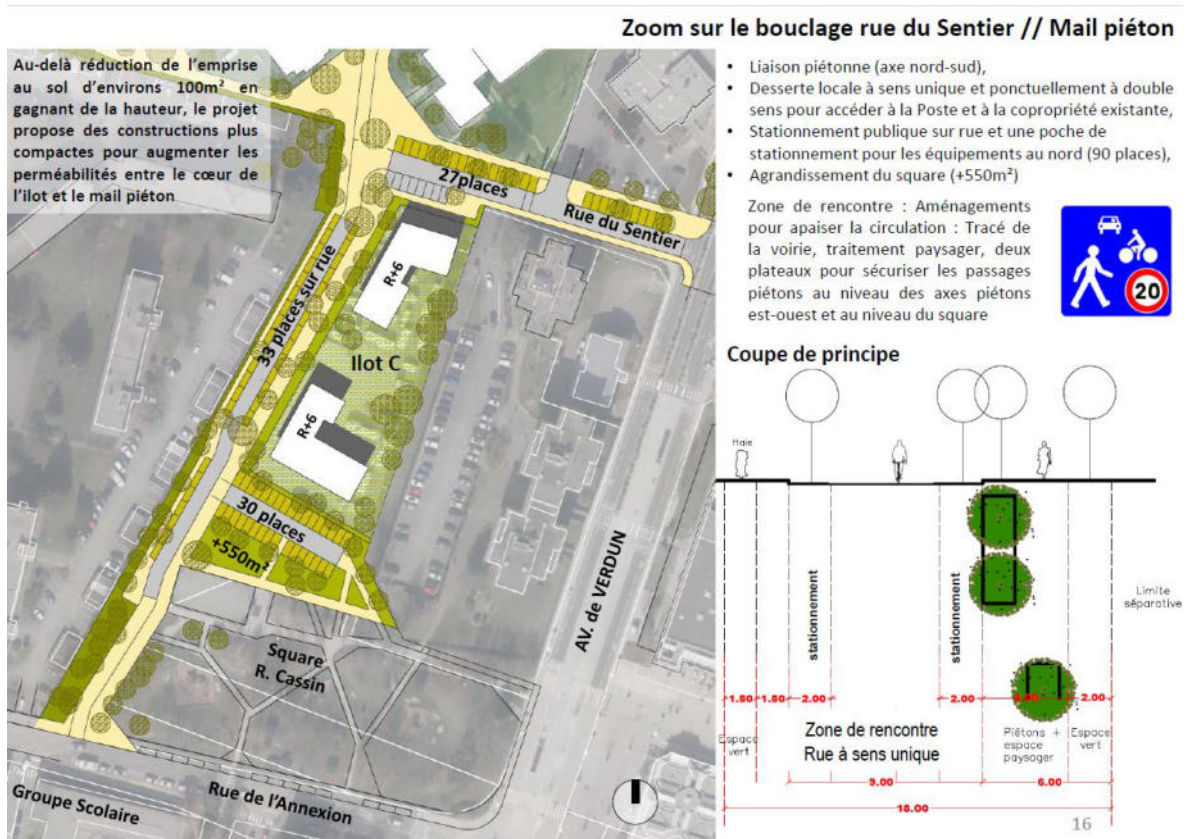 Zoom sur le bouclage rue du Sentier // Mail piéton
Au-delà réduction de l'emprise
au sol d'environs 100m² en
gagnant de la hauteur, le projet
propose des constructions plus
compactes pour augmenter les
perméabilités entre le cœur de
l'ilot et le mail piéton
• Liaison piétonne (axe nord-sud),
• Desserte locale à sens unique et ponctuellement à double
sens pour accéder à la Poste et à la copropriété existante,
• Stationnement publique sur rue et une poche de
stationnement pour les équipements au nord (90 places),
• Agrandissement du square (+550m²)
Zone de rencontre : Aménagements
pour apaiser la circulation : Tracé de
la voirie, traitement paysager, deux
plateaux pour sécuriser les passages
piétons au niveau des axes piétons
est-ouest et au niveau du square
20
27places
Rue du Sentier
33 places sur rue
R+6
Ilot C
R+6
30 places
+550m²
AV. de VERDUN
Square
R. Cassin
Rue de l'Annexion
Groupe Scolaire
Coupe de principe
Haie
stationnement
stationnement
Limite
séparative
1.50
1.50
2.00
2.00
2.00
Espace
vert
Zone de rencontre
Rue à sens unique
Piétons +
espace
paysager
Espace
vert
9.00
6.00
18.00
16